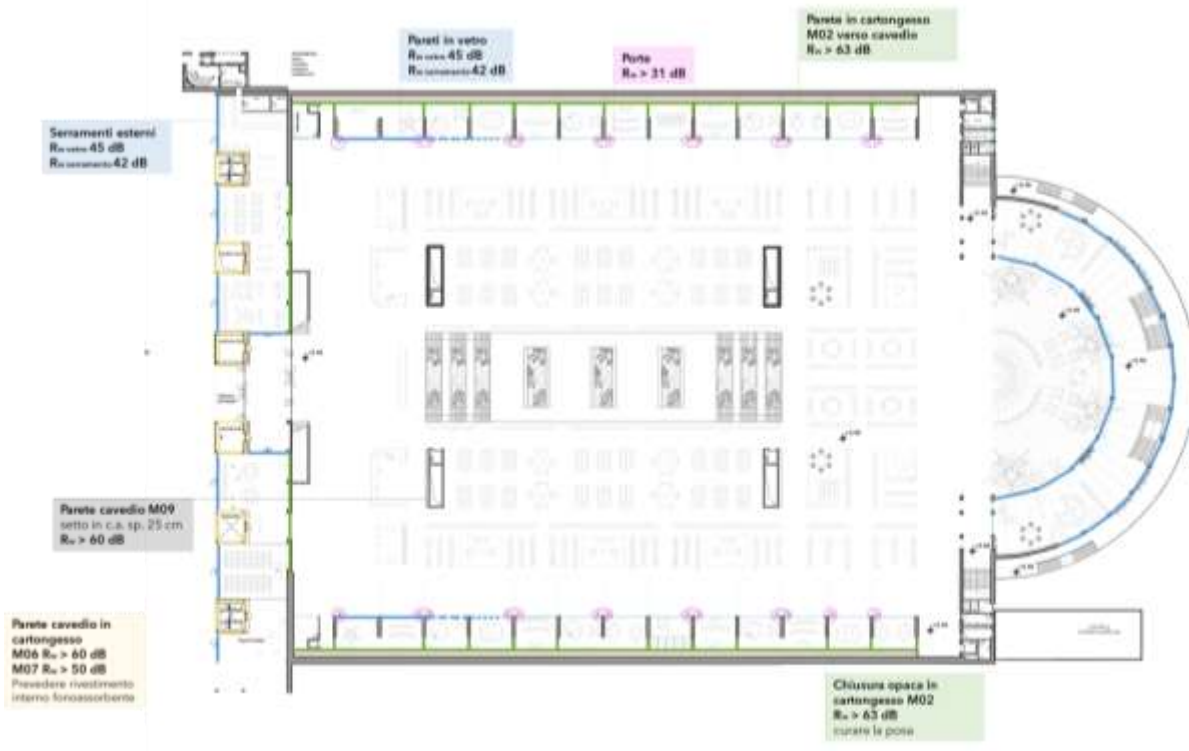 Pareti in vetro
Rw vetro 45 dB
Rw serramento 42 dB
Porte
Rw > 31 dB
Parete in cartongesso
M02 verso cavedio
Rw > 63 dB
Serramenti esterni
Rw vetro 45 dB
Rw serramento 42 dB
Parete cavedio M09
setto in c.a. sp. 25 cm
Rw > 60 dB
Parete cavedio in
cartongesso
M06 Rw > 60 dB
M07 Rw > 50 dB
Prevedere rivestimento
interno fonoassorbente
Chiusura opaca in
cartongesso M02
Rw > 63 dB
curare la posa